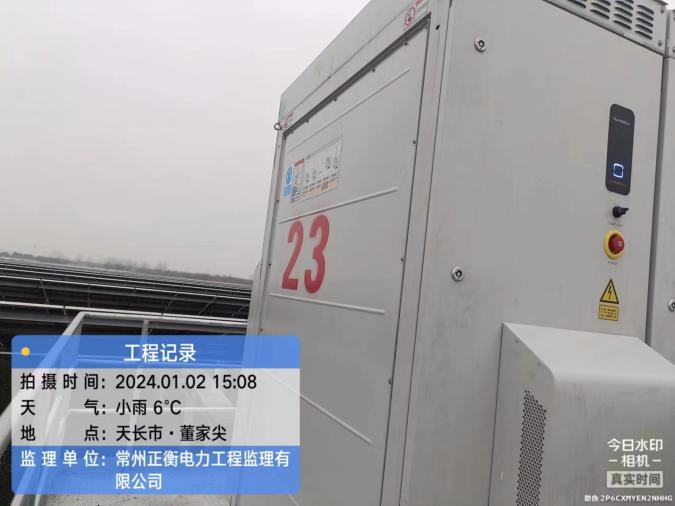 23
工程记录
拍摄时间：2024.01.02 15:08
天 气：小雨 6℃
地 点：天长市·董家尖
监理单位：常州正衡电力工程监理有
限公司
今日水印
-相机-
真实时间
防伪 2P6CXMYEN2NHHG